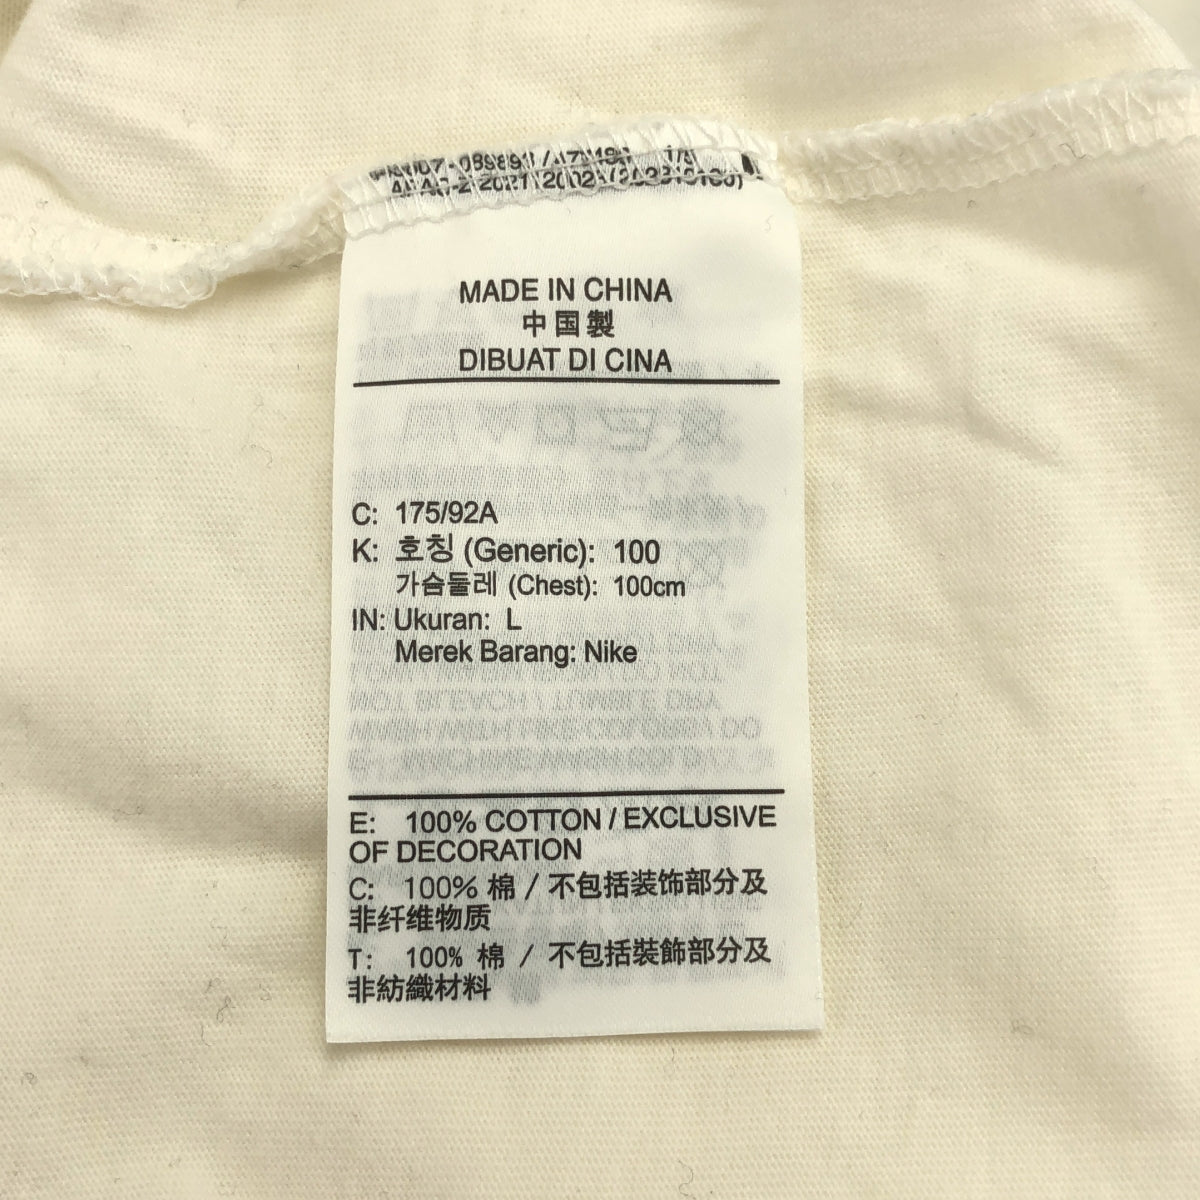 MADE IN CHINA
中国製
DIBUAT DI CINA
C: 175/92A
K: 호칭 (Generic): 100
가슴둘레 (Chest): 100cm
IN: Ukuran: L
Merek Barang: Nike
E: 100% COTTON / EXCLUSIVE
OF DECORATION
C: 100% 棉 / 不包括装饰部分及
非纤维物质
T: 100% 棉 / 不包括裝飾部分及
非紡織材料